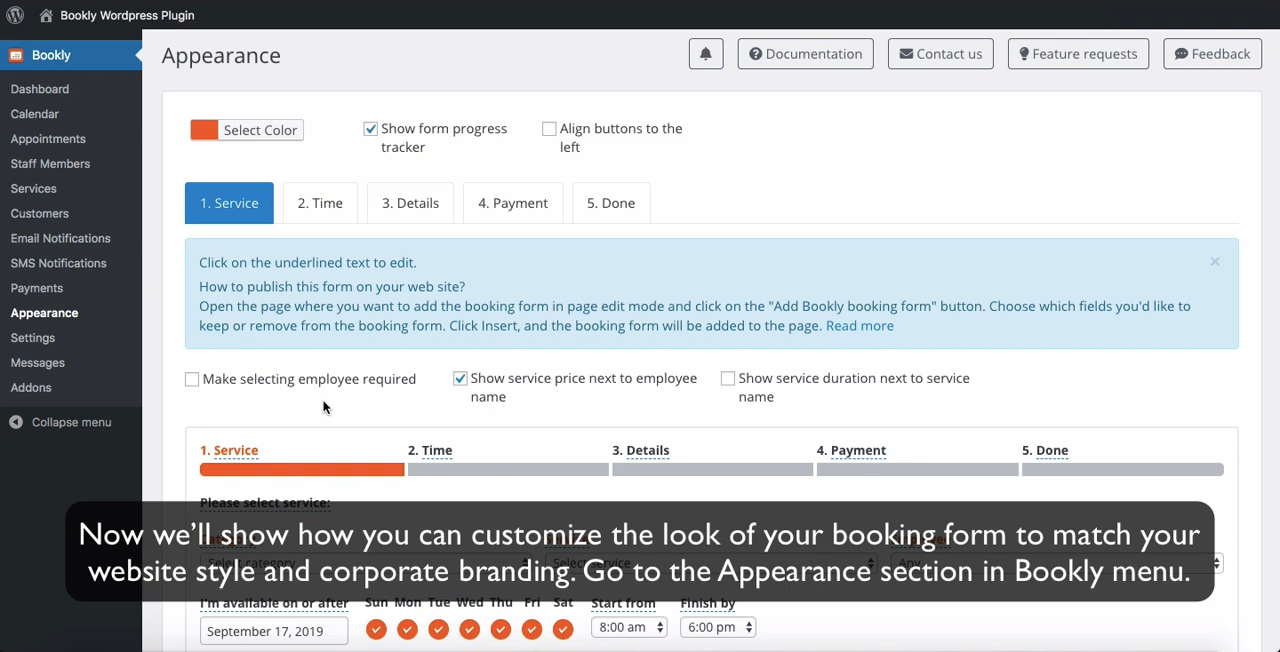 Bookly Wordpress Plugin
Bookly
Dashboard
Calendar
Appointments
Staff Members
Services
Customers
Email Notifications
SMS Notifications
Payments
Appearance
Settings
Messages
Addons
Collapse menu
Appearance
Documentation
Contact us
Feature requests
Feedback
Select Color
Show form progress
tracker
Align buttons to the
left
1. Service
2. Time
3. Details
4. Payment
5. Done
Click on the underlined text to edit.
How to publish this form on your web site?
Open the page where you want to add the booking form in page edit mode and click on the "Add Bookly booking form" button. Choose which fields you'd like to
keep or remove from the booking form. Click Insert, and the booking form will be added to the page. Read more
Make selecting employee required
Show service price next to employee
name
Show service duration next to service
name
1. Service
2. Time
3. Details
4. Payment
5. Done
Please select service:
Now we'll show how you can customize the look of your booking form to match your
website style and corporate branding. Go to the Appearance section in Bookly menu.
Select category
Select service
Any
I'm available on or after
Sun Mon Tue Wed Thu Fri Sat
Start from
Finish by
September 17, 2019
8:00 am
6:00 pm